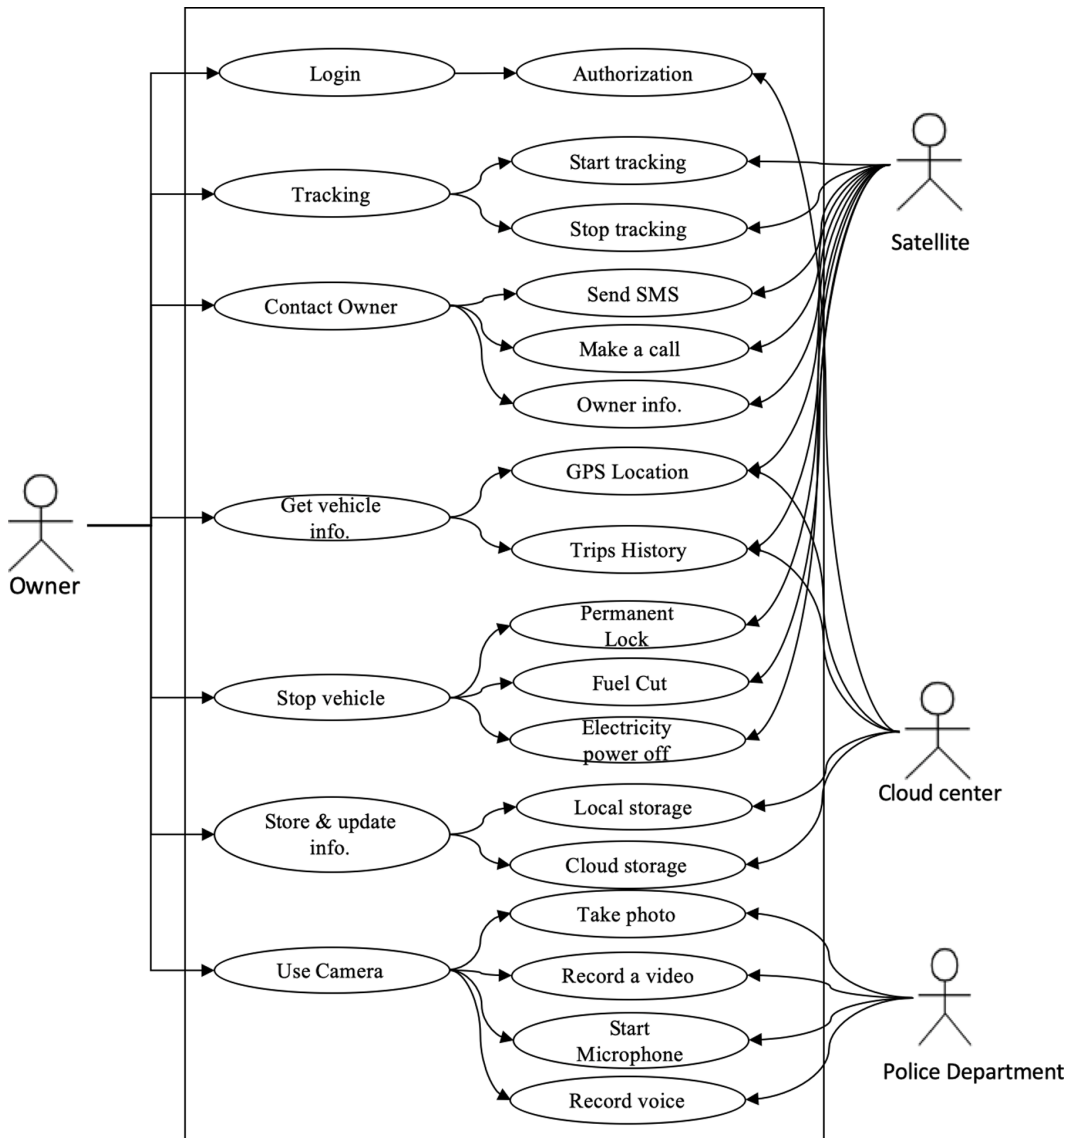 Login
Authorization
Start tracking
Tracking
Stop tracking
Satellite
Send SMS
Contact Owner
Make a call
Owner info.
GPS Location
Get vehicle
info.
Trips History
Owner
Permanent
Lock
Fuel Cut
Stop vehicle
Electricity
power off
Cloud center
Local storage
Store & update
info.
Cloud storage
Take photo
Use Camera
Record a video
Start
Microphone
Police Department
Record voice